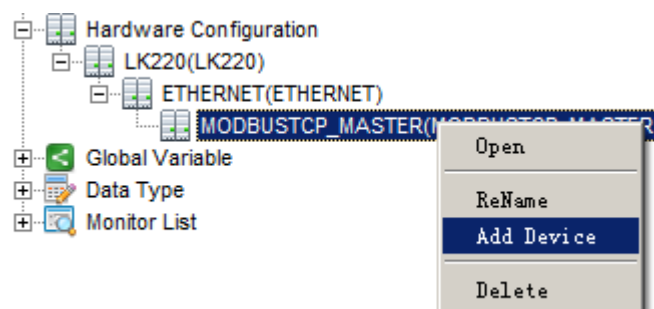 Hardware Configuration
LK220(LK220)
ETHERNET(ETHERNET)
MODBUSTCP_MASTER(
Global Variable
Data Type
Monitor List
Open
ReName
Add Device
Delete